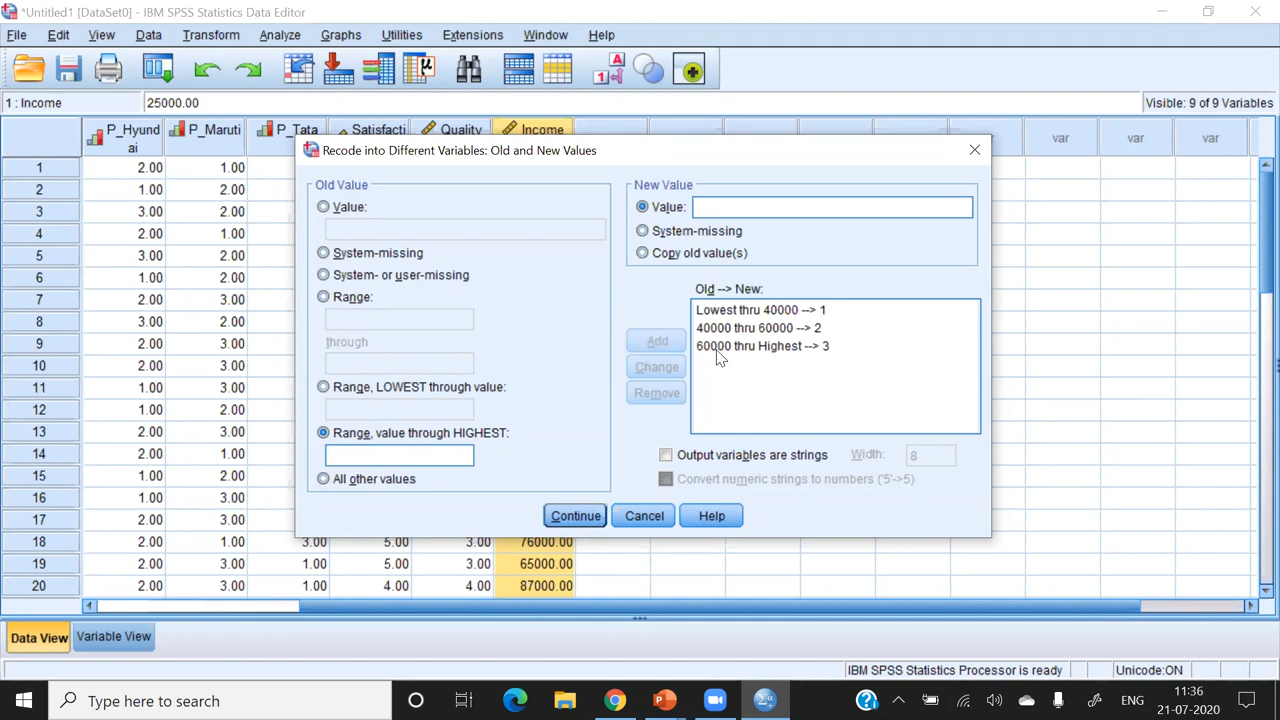 *Untitled1 [DataSet0] - IBM SPSS Statistics Data Editor
File Edit View Data Transform Analyze Graphs Utilities Extensions Window Help
1 : Income 25000.00 Visible: 9 of 9 Variables
P_Hyundai P_Maruti P_Tata Satisfacti Quality Income var var var
Recode into Different Variables: Old and New Values
Old Value
Value:
System-missing
System- or user-missing
Range:
through
Range, LOWEST through value:
Range, value through HIGHEST:
All other values
New Value
Value:
System-missing
Copy old value(s)
Old --> New:
Lowest thru 40000 --> 1
40000 thru 60000 --> 2
60000 thru Highest --> 3
Add
Change
Remove
Output variables are strings Width: 8
Convert numeric strings to numbers ('5'->5)
Continue Cancel Help
1 2.00 1.00
2 1.00 2.00
3 3.00 2.00
4 1.00 2.00
5 3.00 2.00
6 1.00 2.00
7 2.00 3.00
8 3.00 2.00
9 2.00 3.00
10 2.00 3.00
11 1.00 3.00
12 1.00 2.00
13 2.00 3.00
14 2.00 1.00
15 1.00 2.00
16 1.00 3.00
17 2.00 3.00
18 2.00 1.00 3.00 5.00 3.00 76000.00
19 2.00 3.00 1.00 5.00 3.00 65000.00
20 2.00 3.00 1.00 4.00 4.00 87000.00
Data View Variable View
IBM SPSS Statistics Processor is ready Unicode:ON
Type here to search
ENG
11:36
21-07-2020